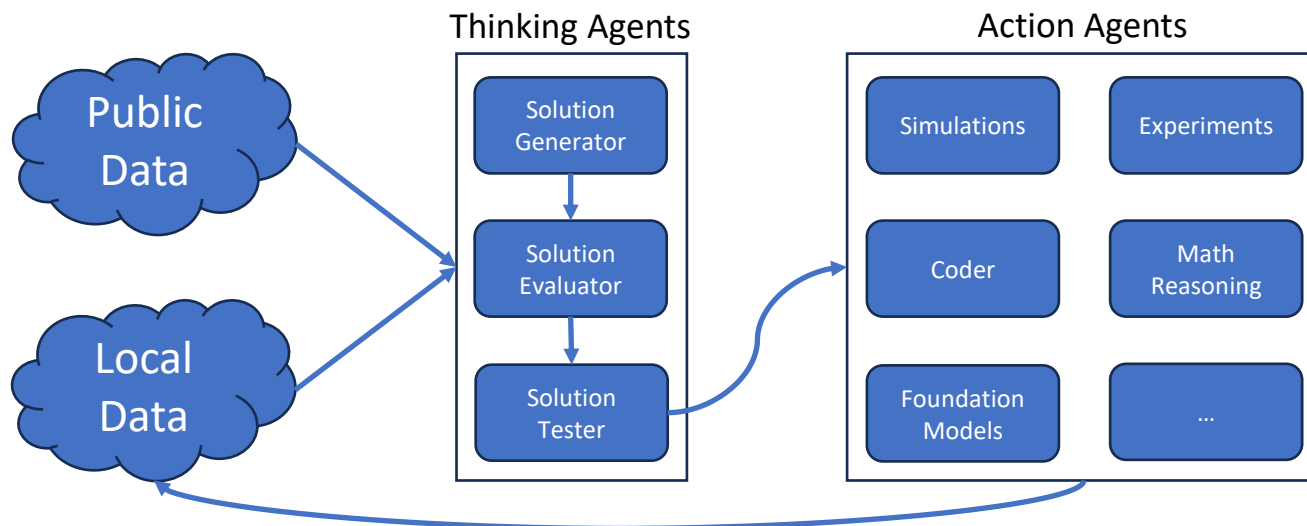 Thinking Agents
Action Agents
Public
Data
Local
Data
Solution
Generator
Solution
Evaluator
Solution
Tester
Simulations
Experiments
Coder
Math
Reasoning
Foundation
Models
...